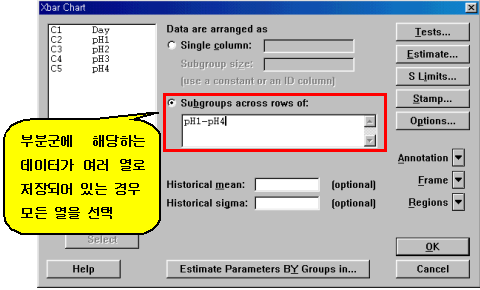 Xbar Chart
C1 Day
C2 pH1
C3 pH2
C4 pH3
C5 pH4
Data are arranged as
Single column:
Subgroup size:
(use a constant or an ID column)
Subgroups across rows of:
pH1-pH4
Historical mean: (optional)
Historical sigma: (optional)
Tests...
Estimate...
S Limits...
Stamp...
Options...
Annotation
Frame
Regions
부분군에 해당하는
데이터가 여러 열로
저장되어 있는 경우
모든 열을 선택
Select
Help
Estimate Parameters BY Groups in...
OK
Cancel